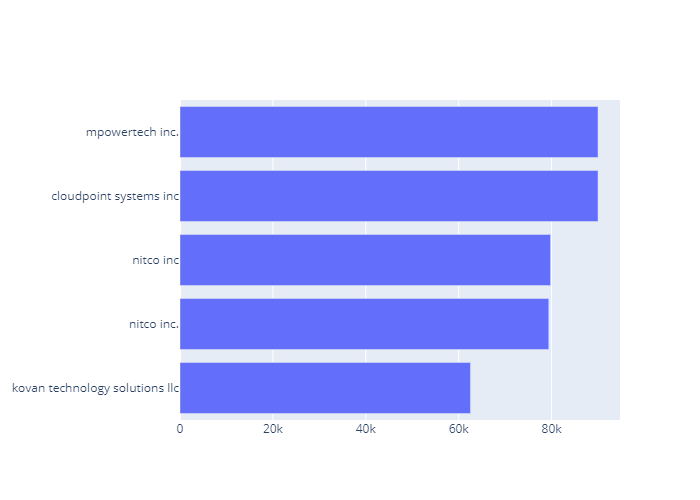 mpowertech inc.
cloudpoint systems inc
nitco inc
nitco inc.
kovan technology solutions llc
0 20k 40k 60k 80k